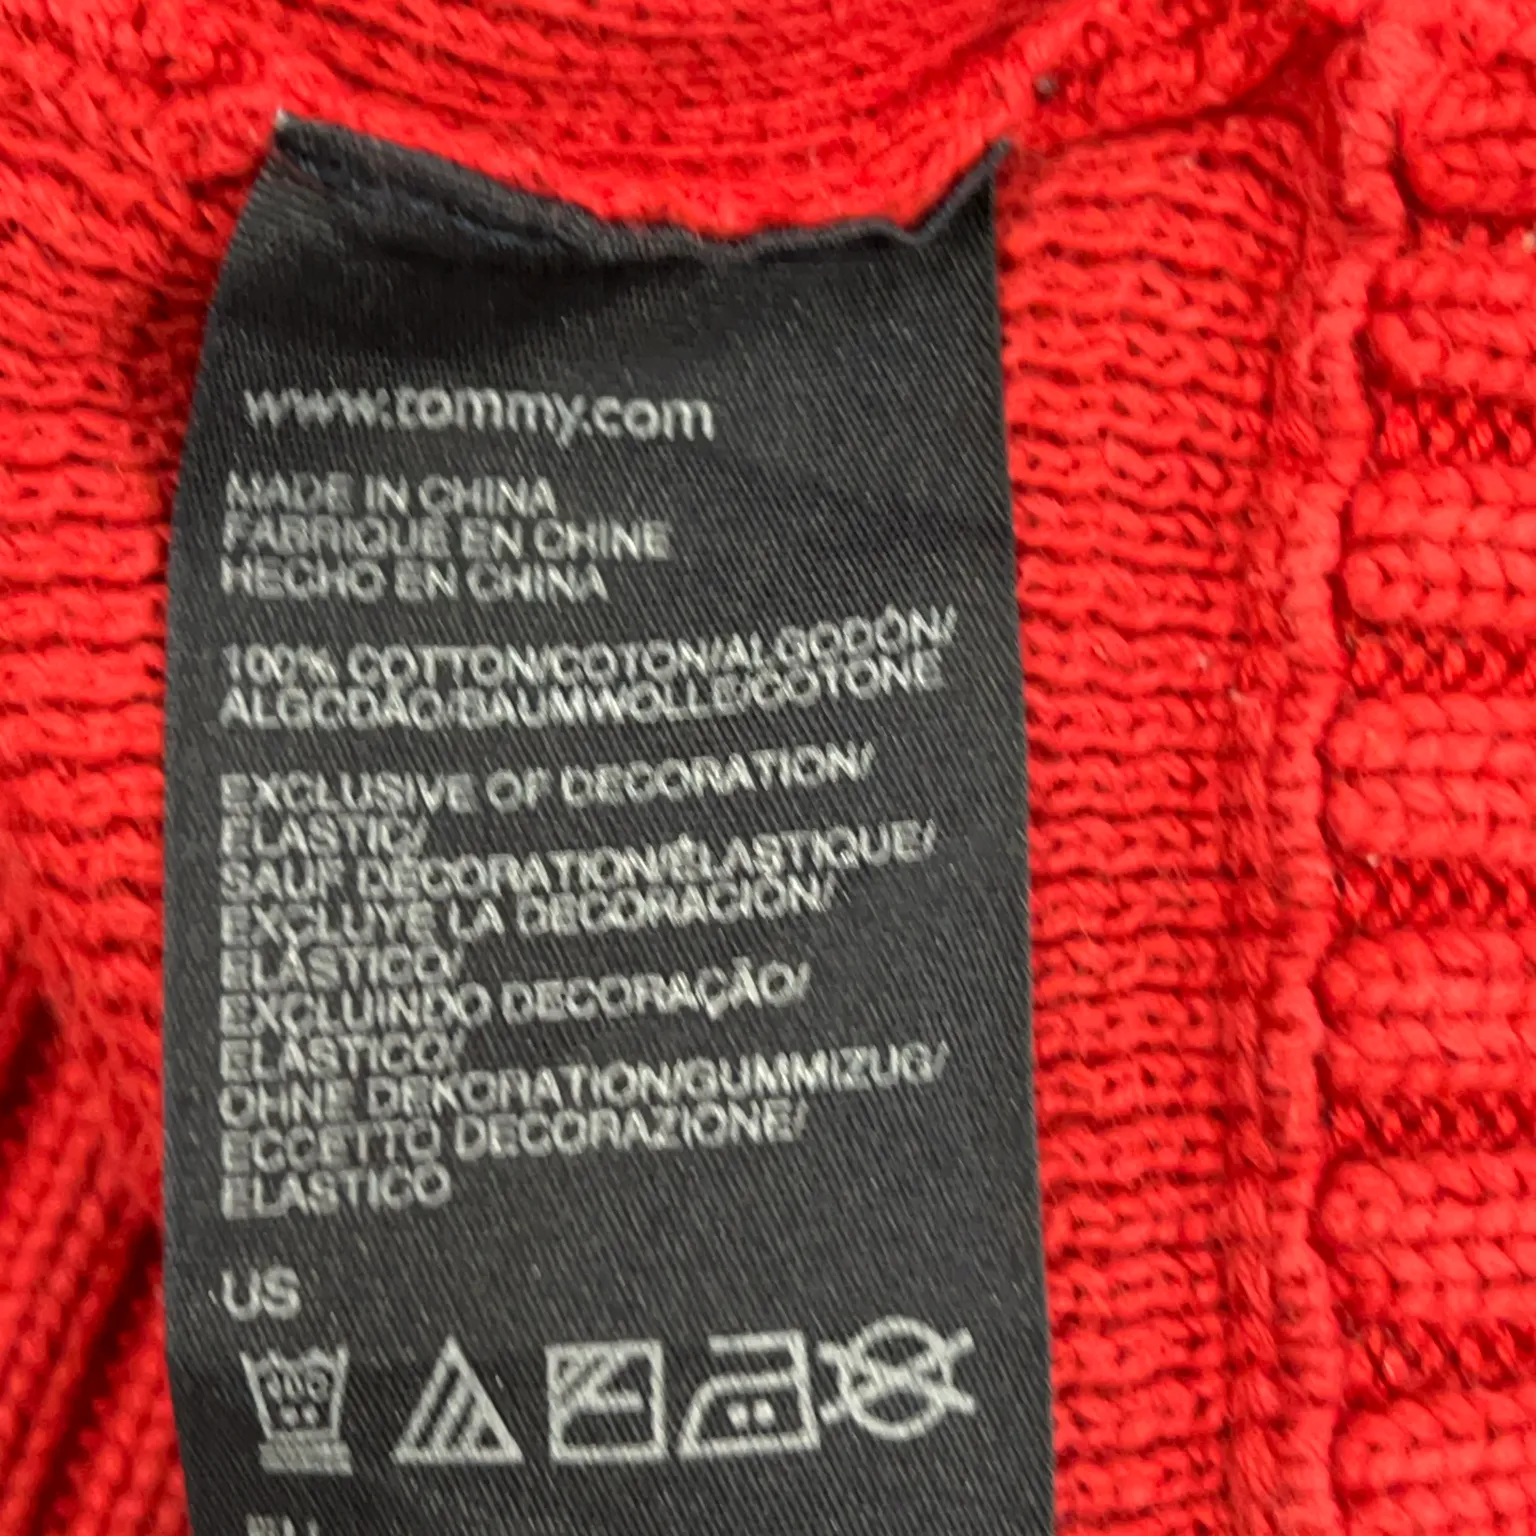 www.tommy.com
MADE IN CHINA
FABRIQUÉ EN CHINE
HECHO EN CHINA
100% COTTON/COTON/ALGODÓN/
ALGODÃO/BAUMWOLLE/COTONE
EXCLUSIVE OF DECORATION/
ELASTIC/
SAUF DÉCORATION/ÉLASTIQUE/
EXCLUYE LA DECORACIÓN/
ELÁSTICO/
EXCLUINDO DECORAÇÃO/
ELÁSTICO/
OHNE DEKORATION/GUMMIZUG/
ECCETTO DECORAZIONE/
ELASTICO
US